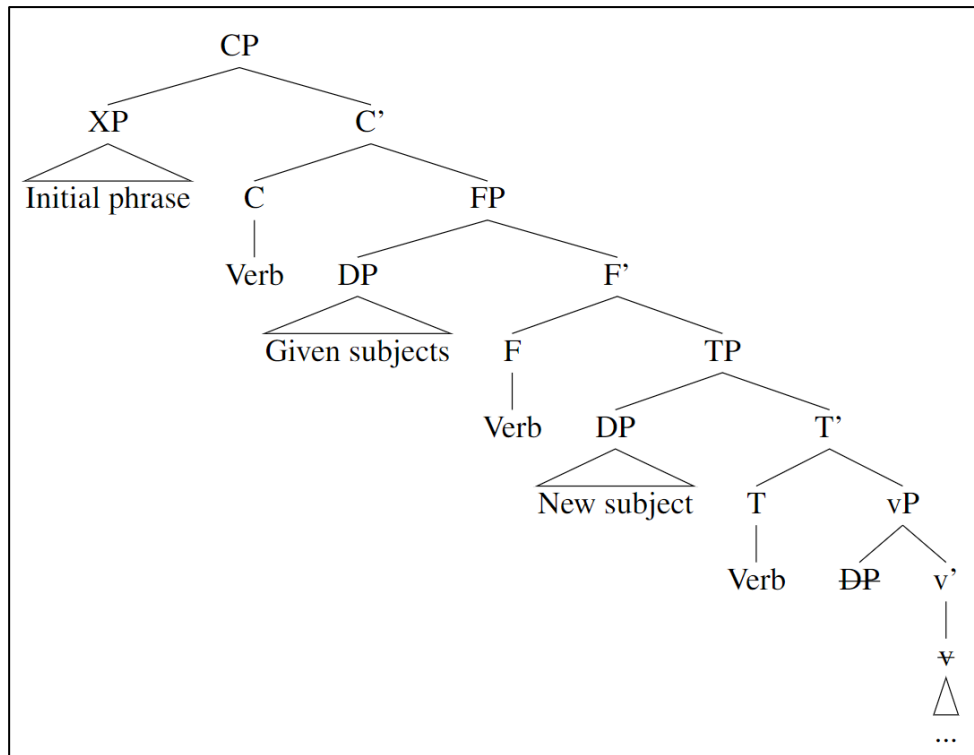 CP
XP C’
Initial phrase C FP
Verb DP F’
Given subjects F TP
Verb DP T’
New subject T vP
Verb DP v’
v
...